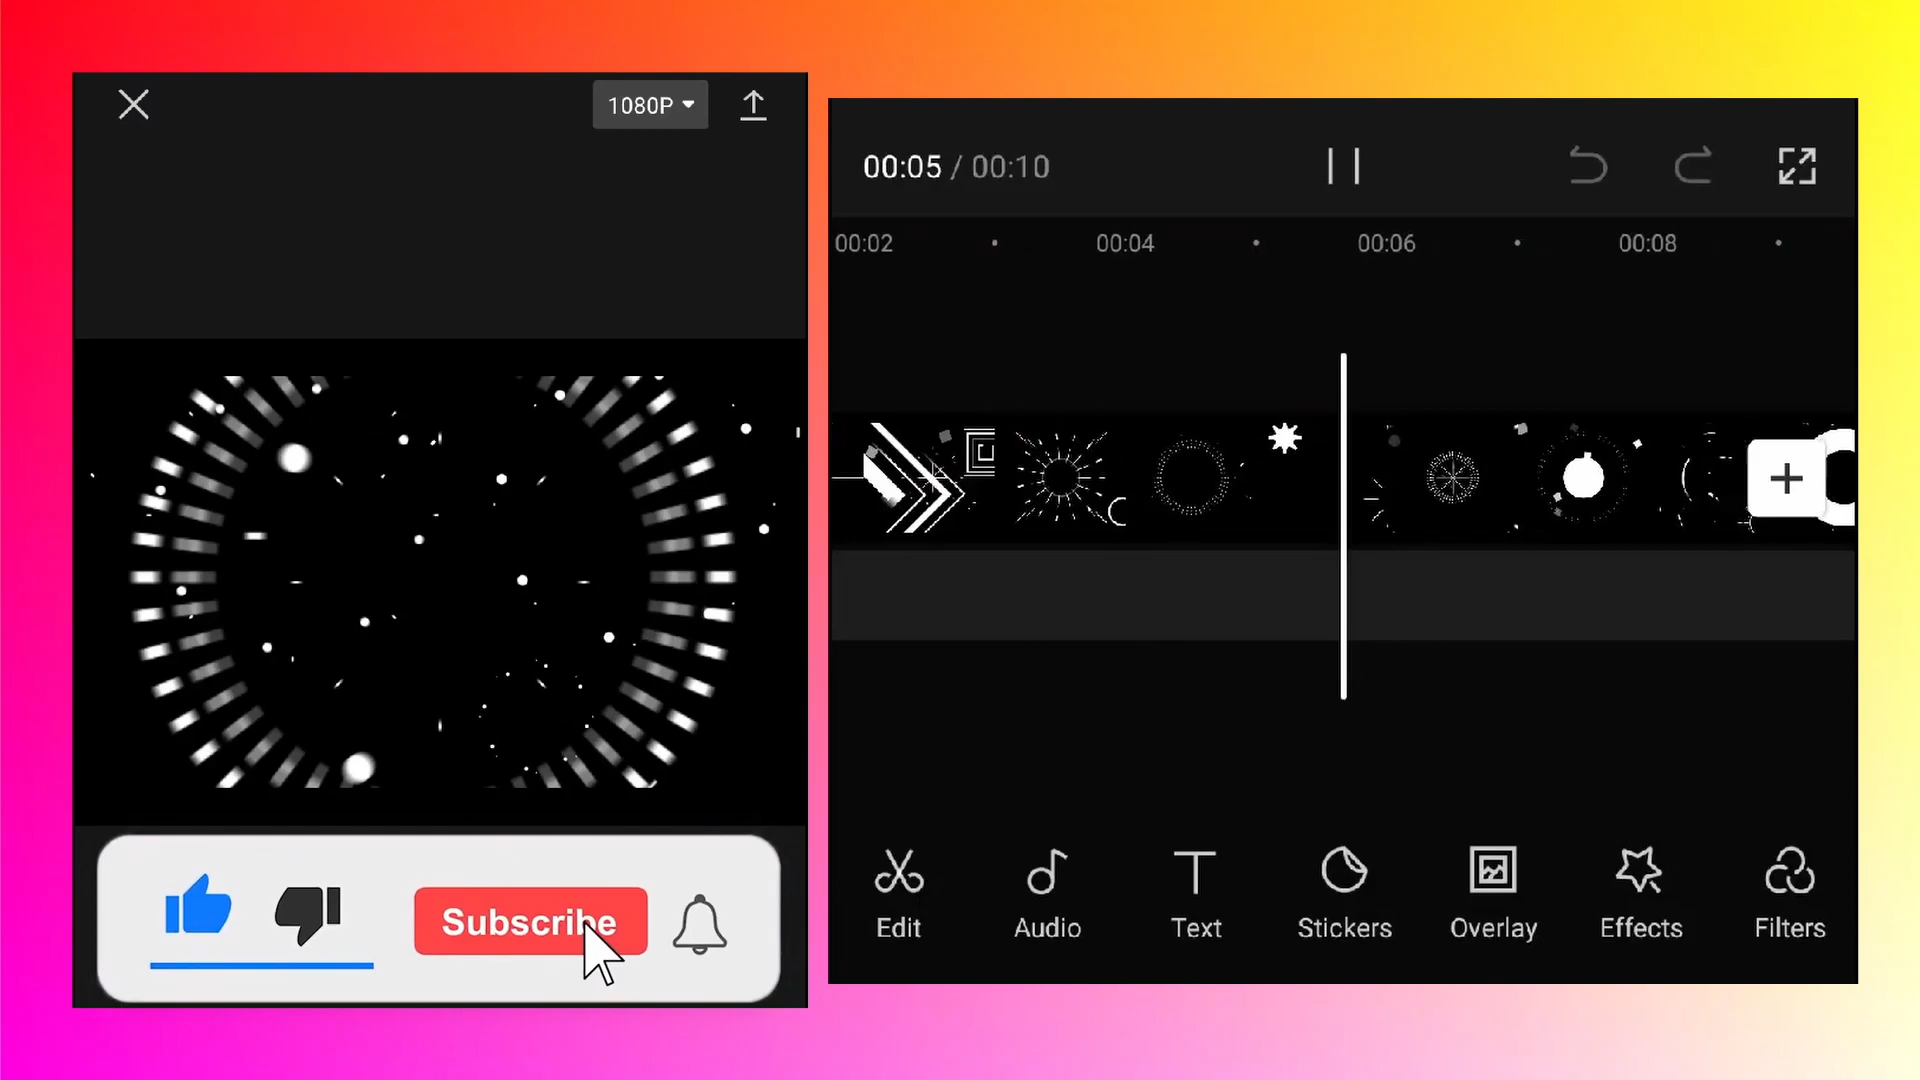 1080P
00:05 / 00:10
00:02
00:04
00:06
00:08
Edit
Audio
Text
Stickers
Overlay
Effects
Filters
Subscribe